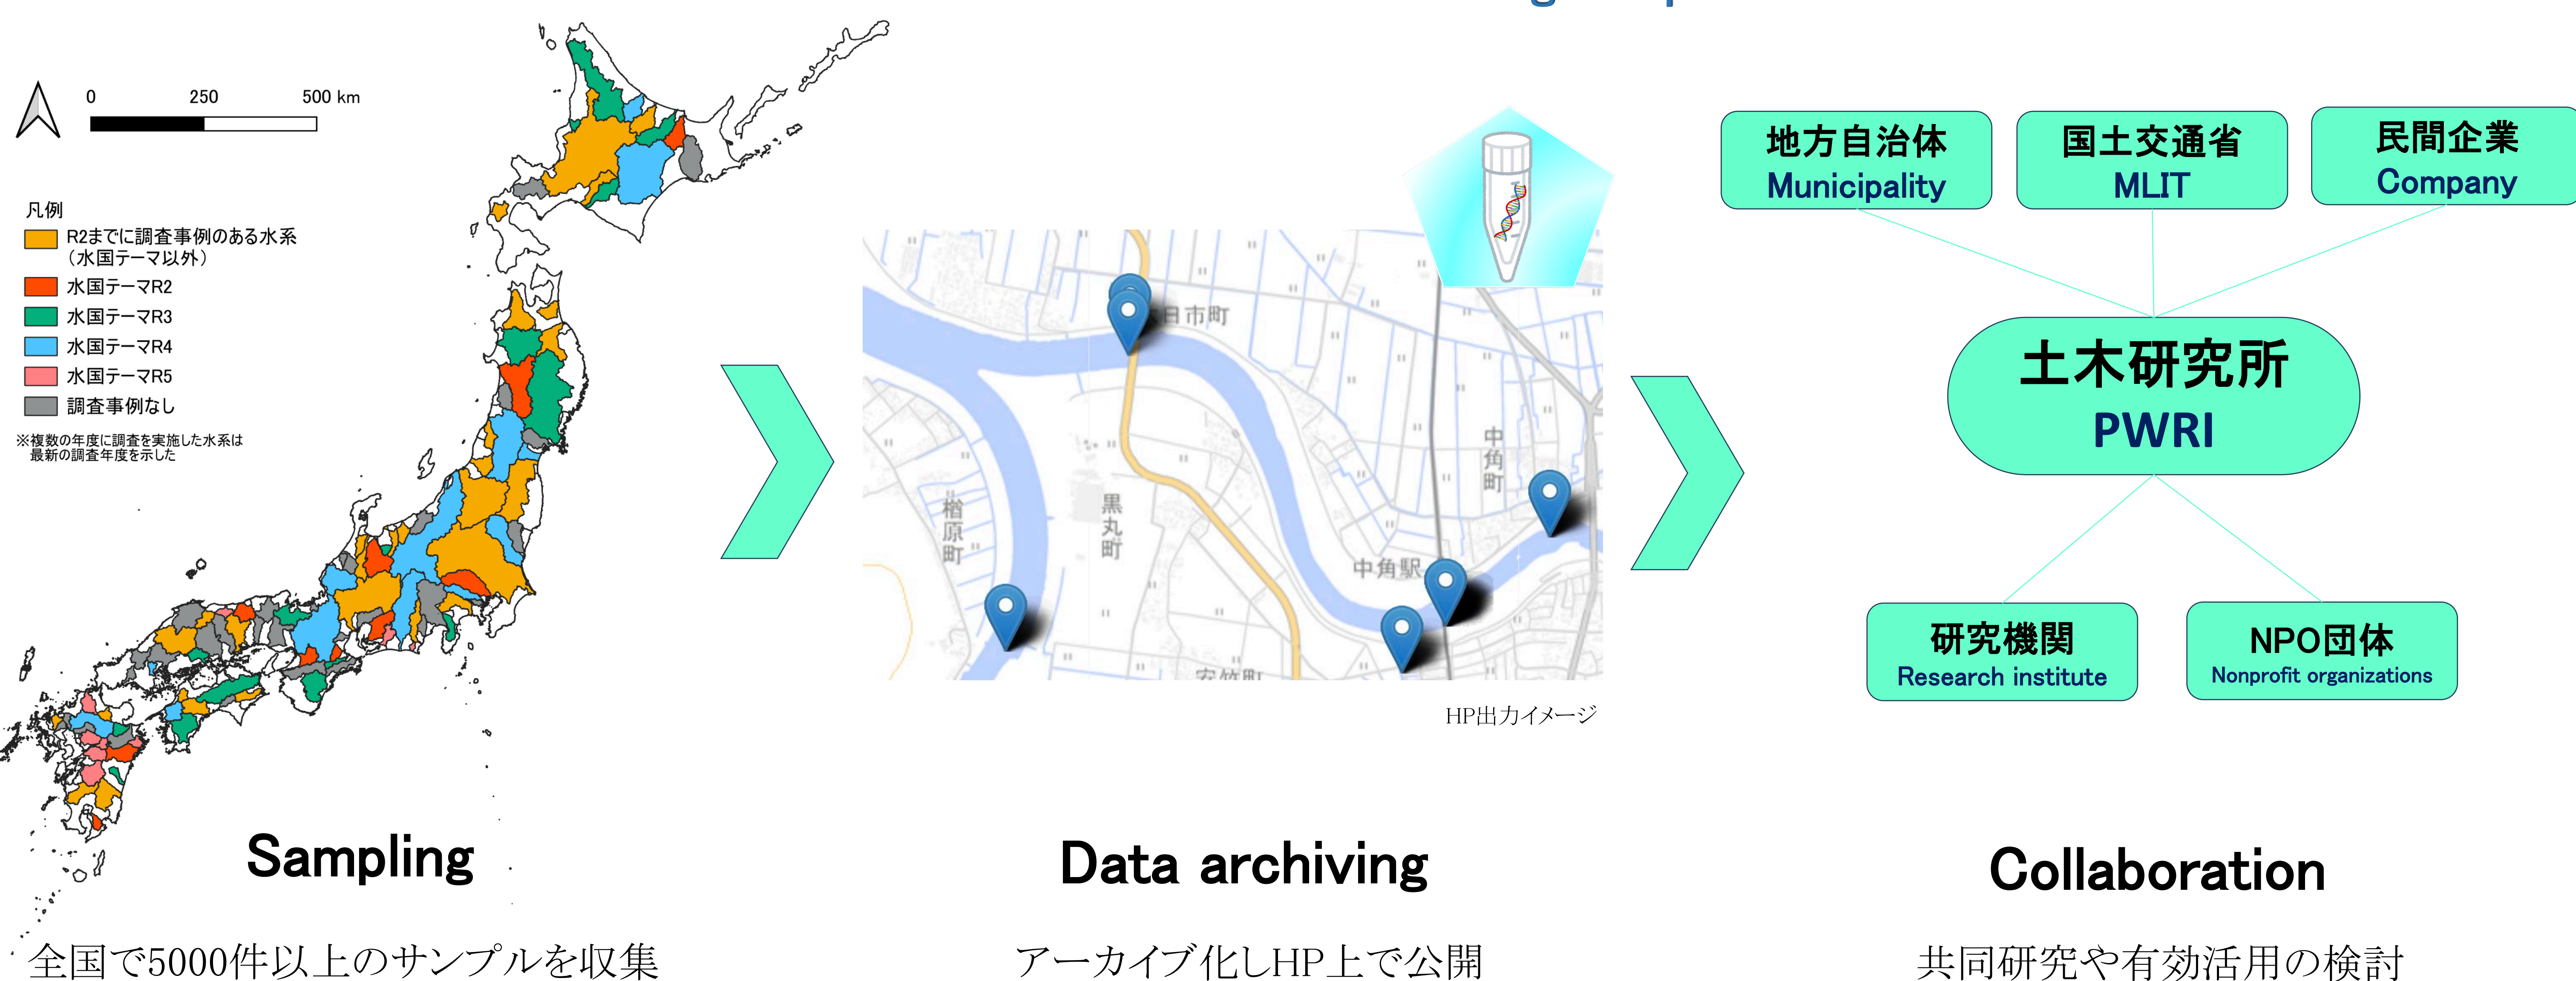 0 250 500 km
凡例
R2までに調査事例のある水系
（水国テーマ以外）
水国テーマR2
水国テーマR3
水国テーマR4
水国テーマR5
調査事例なし
※複数の年度に調査を実施した水系は
最新の調査年度を示した
Sampling
全国で5000件以上のサンプルを収集
日市町
中角町
楢原町
黒丸町
中角駅
安竹町
HP出力イメージ
Data archiving
アーカイブ化しHP上で公開
地方自治体
Municipality
国土交通省
MLIT
民間企業
Company
土木研究所
PWRI
研究機関
Research institute
NPO団体
Nonprofit organizations
Collaboration
共同研究や有効活用の検討